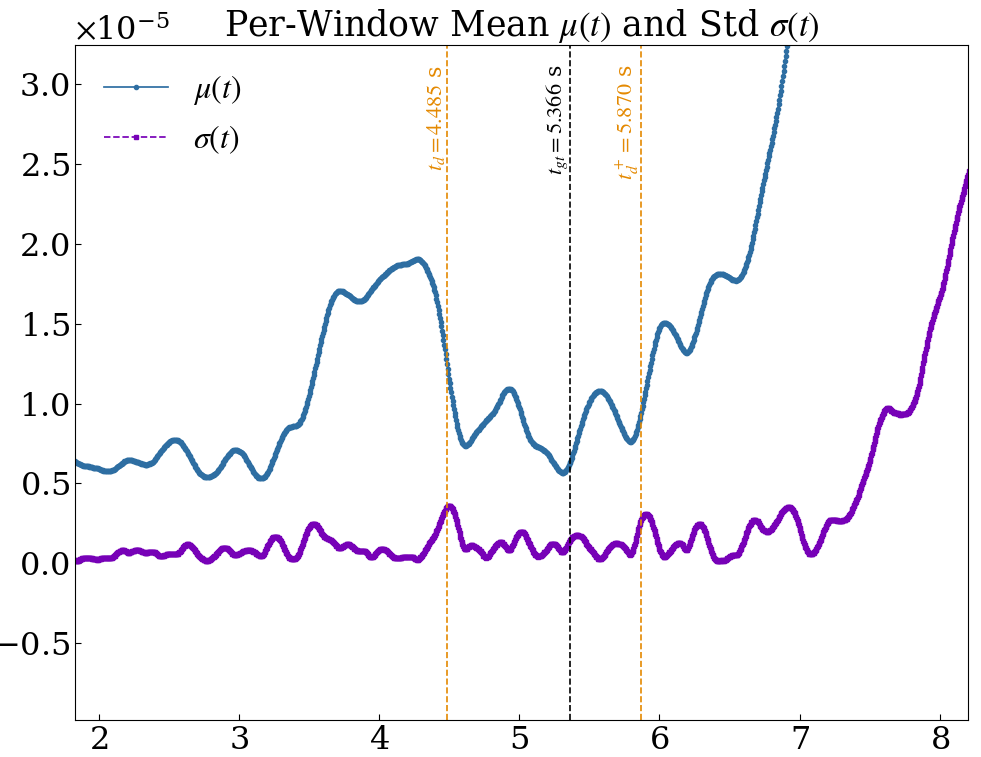 ×10⁻⁵
Per-Window Mean μ(t) and Std σ(t)
μ(t)
σ(t)
t_d = 4.485 s
t_gt = 5.366 s
t_d^+ = 5.870 s
3.0
2.5
2.0
1.5
1.0
0.5
0.0
−0.5
2 3 4 5 6 7 8